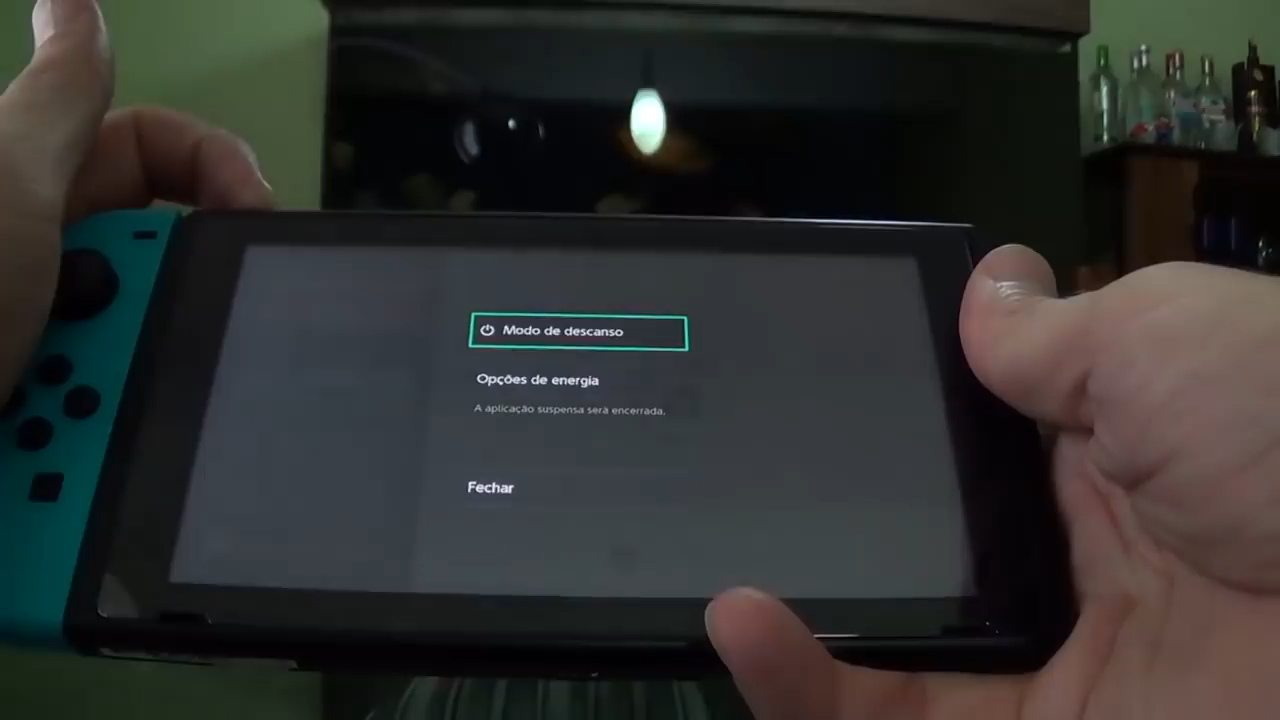 Modo de descanso
Opções de energia
A aplicação suspensa será encerrada.
Fechar